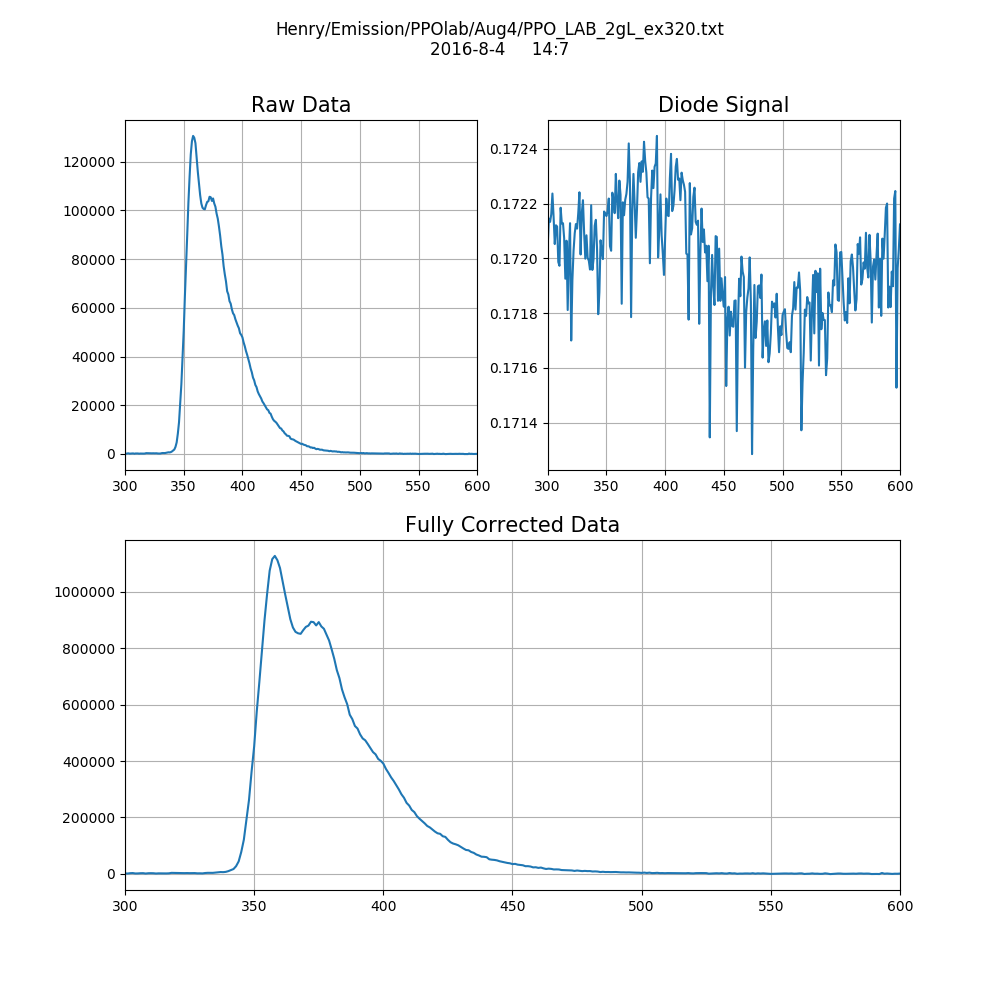 Henry/Emission/PPOlab/Aug4/PPO_LAB_2gL_ex320.txt
2016-8-4 14:7
Raw Data
120000
100000
80000
60000
40000
20000
0
300 350 400 450 500 550 600
Diode Signal
0.1724
0.1722
0.1720
0.1718
0.1716
0.1714
300 350 400 450 500 550 600
Fully Corrected Data
1000000
800000
600000
400000
200000
0
300 350 400 450 500 550 600